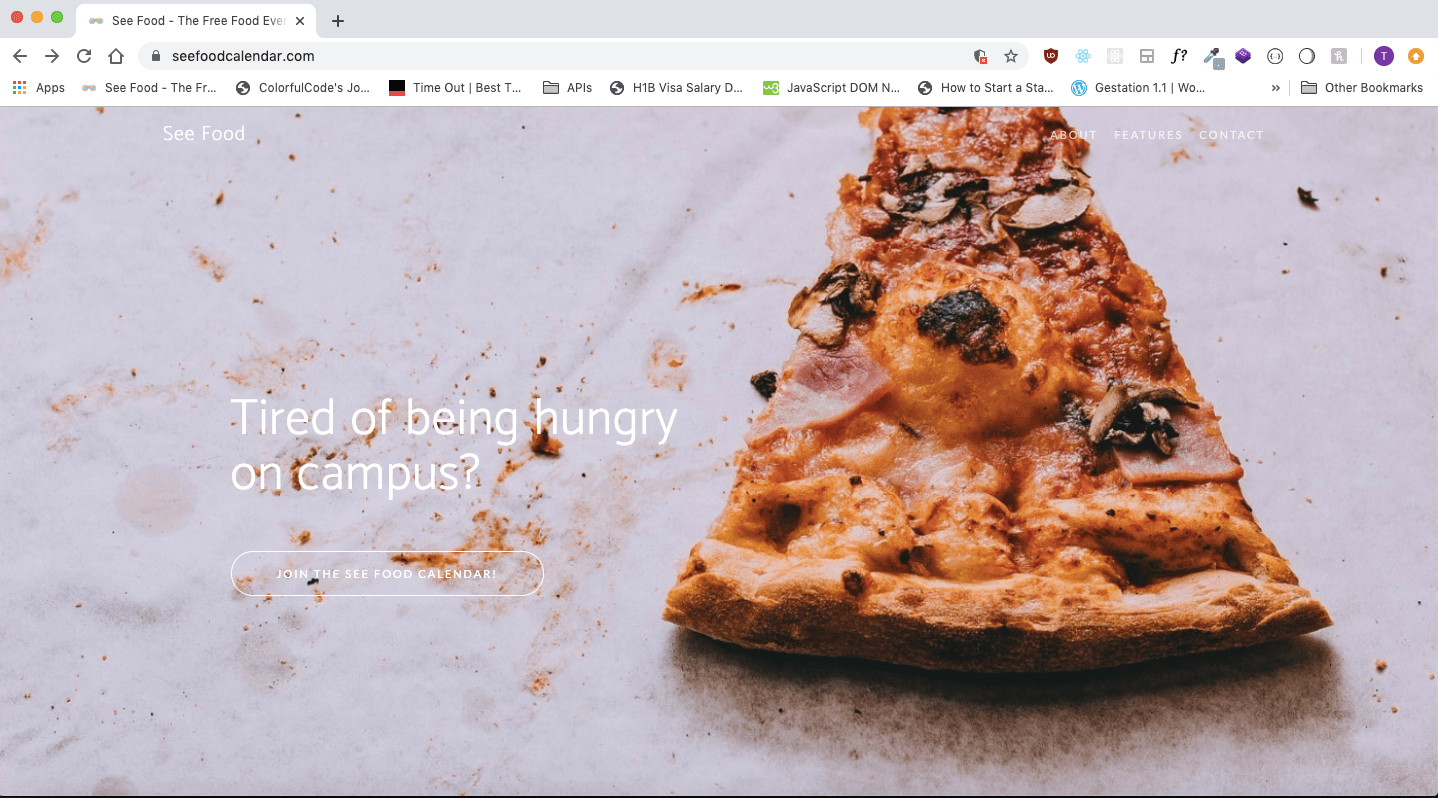 See Food - The Free Food Even
seefoodcalendar.com
UD
f?
T
Apps
See Food - The Fr...
ColorfulCode's Jo...
Time Out | Best T...
APIs
H1B Visa Salary D...
JavaScript DOM N...
How to Start a Sta...
Gestation 1.1 | Wo...
»
Other Bookmarks
See Food
ABOUT FEATURES CONTACT
Tired of being hungry
on campus?
JOIN THE SEE FOOD CALENDAR!